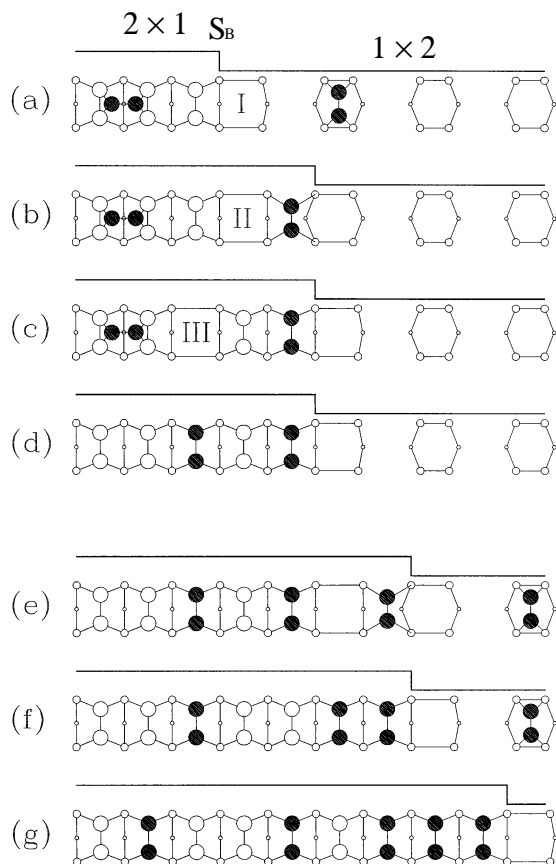 2 × 1 S_B 1 × 2
(a) I
(b) II
(c) III
(d)
(e)
(f)
(g)